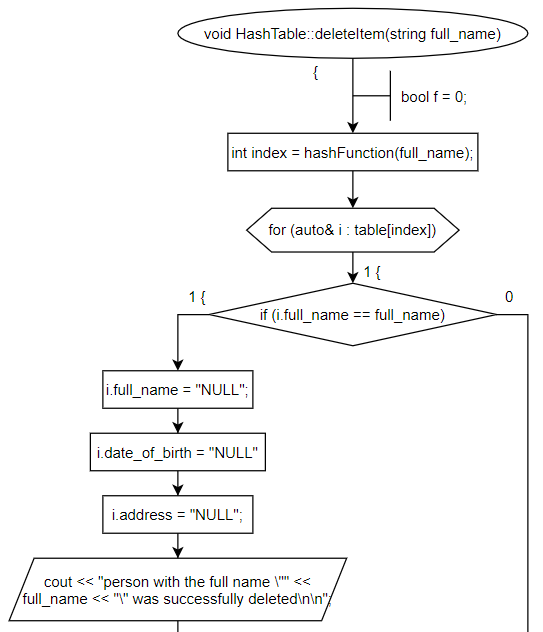 void HashTable::deleteItem(string full_name)
{
bool f = 0;
int index = hashFunction(full_name);
for (auto& i : table[index])
1 {
1 {
0
if (i.full_name == full_name)
i.full_name = "NULL";
i.date_of_birth = "NULL"
i.address = "NULL";
cout << "person with the full name \"" <<
full_name << "\" was successfully deleted\n\n";